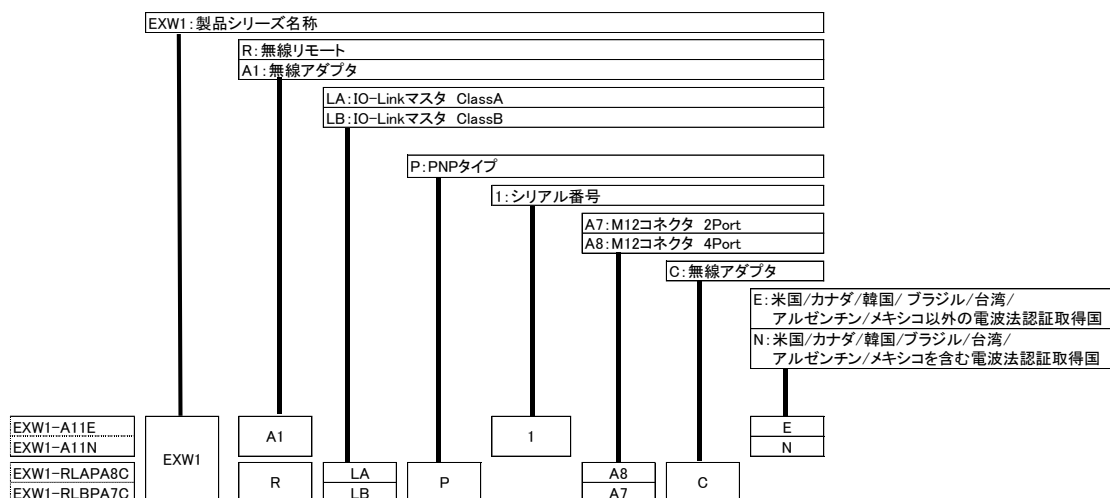 EXW1:製品シリーズ名称
R:無線リモート
A1:無線アダプタ
LA:IO-Linkマスタ ClassA
LB:IO-Linkマスタ ClassB
P:PNPタイプ
1:シリアル番号
A7:M12コネクタ 2Port
A8:M12コネクタ 4Port
C:無線アダプタ
E:米国/カナダ/韓国/ ブラジル/台湾/
アルゼンチン/メキシコ以外の電波法認証取得国
N:米国/カナダ/韓国/ブラジル/台湾/
アルゼンチン/メキシコを含む電波法認証取得国
EXW1-A11E
EXW1-A11N
EXW1
A1
1
E
N
EXW1-RLAPA8C
EXW1-RLBPA7C
R
LA
LB
P
A8
A7
C